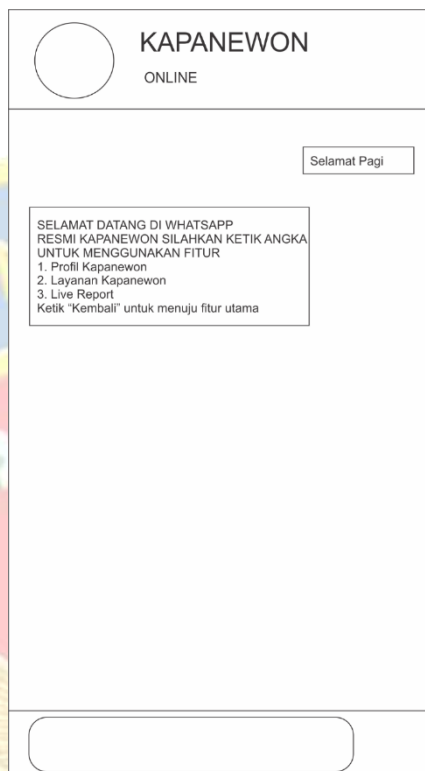 KAPANEWON
ONLINE
Selamat Pagi
SELAMAT DATANG DI WHATSAPP
RESMI KAPANEWON SILAHKAN KETIK ANGKA
UNTUK MENGGUNAKAN FITUR
1. Profil Kapanewon
2. Layanan Kapanewon
3. Live Report
Ketik “Kembali” untuk menuju fitur utama